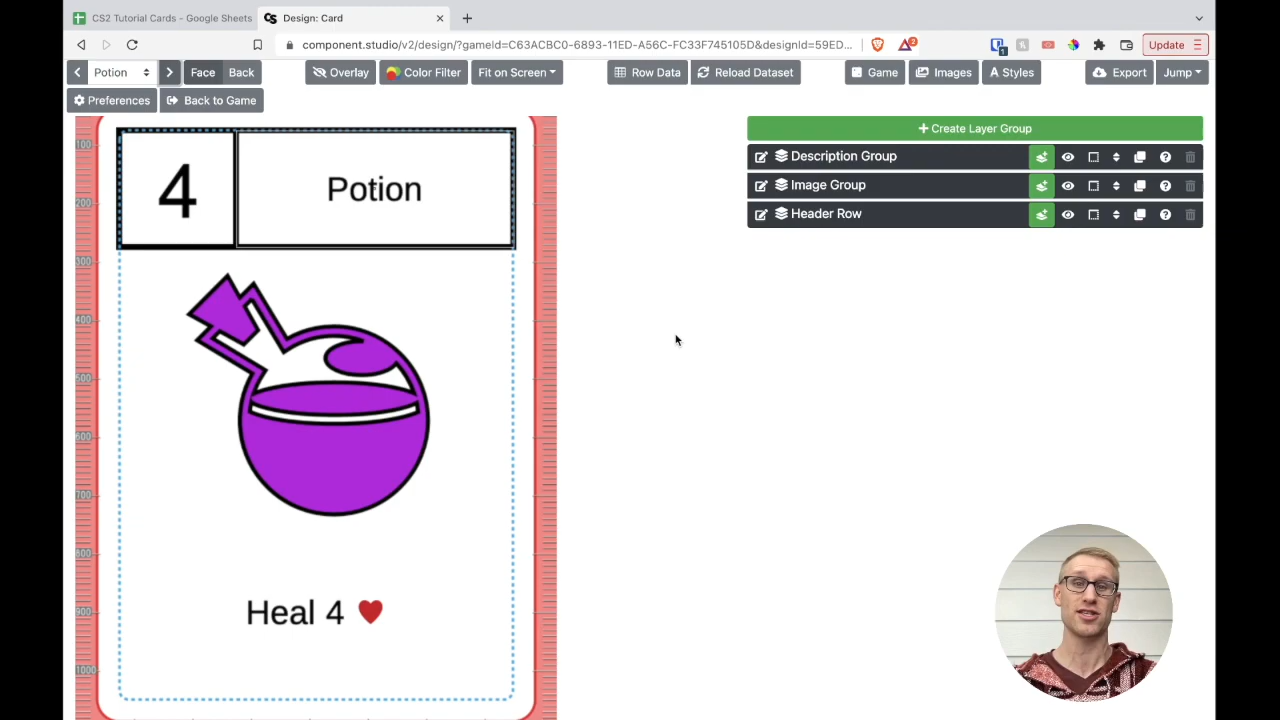 CS2 Tutorial Cards - Google Sheets
Design: Card
component.studio/v2/design/?gameId=C63ACBC0-6893-11ED-A56C-FC33F745105D&designId=59ED...
2
1
Update
Potion
Face
Back
Overlay
Color Filter
Fit on Screen
Row Data
Reload Dataset
Game
Images
Styles
Export
Jump
Preferences
Back to Game
Create Layer Group
Description Group
Image Group
Header Row
100
200
300
400
500
600
700
800
900
1000
4
Potion
Heal 4